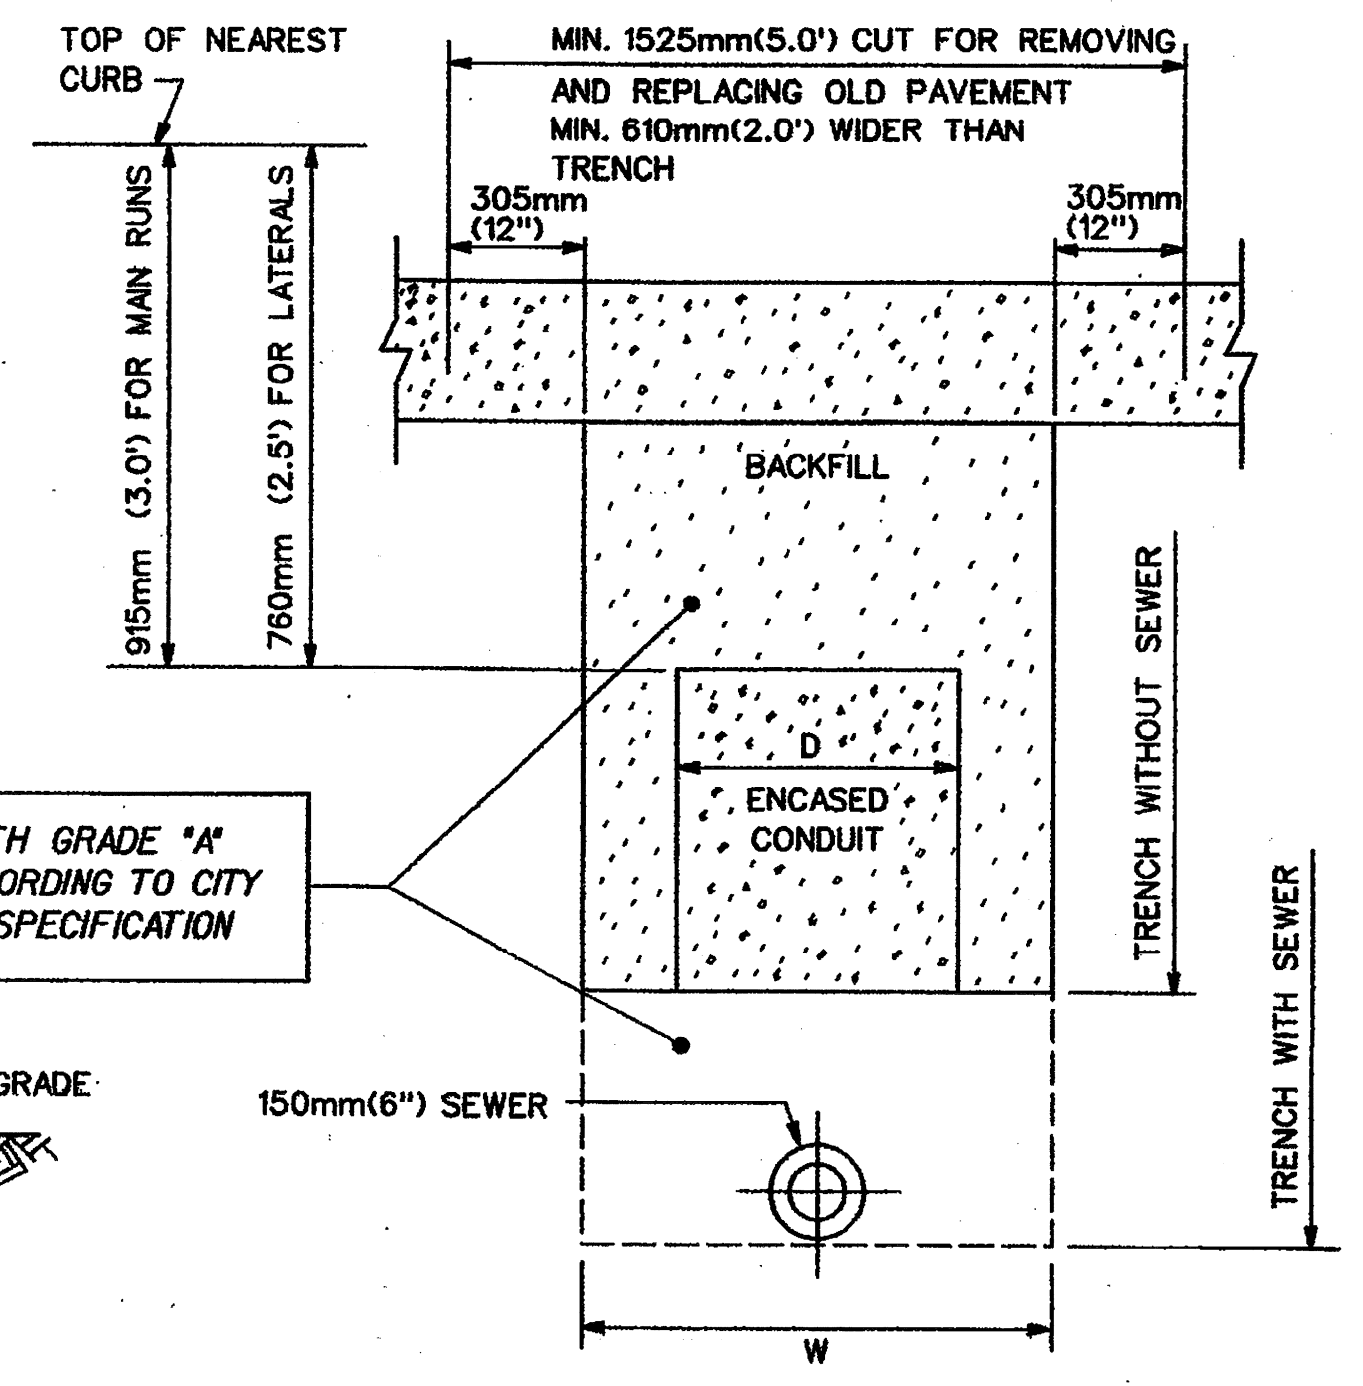 TOP OF NEAREST
CURB
MIN. 1525mm(5.0') CUT FOR REMOVING
AND REPLACING OLD PAVEMENT
MIN. 610mm(2.0') WIDER THAN
TRENCH
305mm
(12")
305mm
(12")
915mm (3.0') FOR MAIN RUNS
760mm (2.5') FOR LATERALS
BACKFILL
D
ENCASED
CONDUIT
TRENCH WITHOUT SEWER
TRENCH WITH SEWER
TH GRADE "A"
ORDING TO CITY
SPECIFICATION
GRADE
150mm(6") SEWER
W